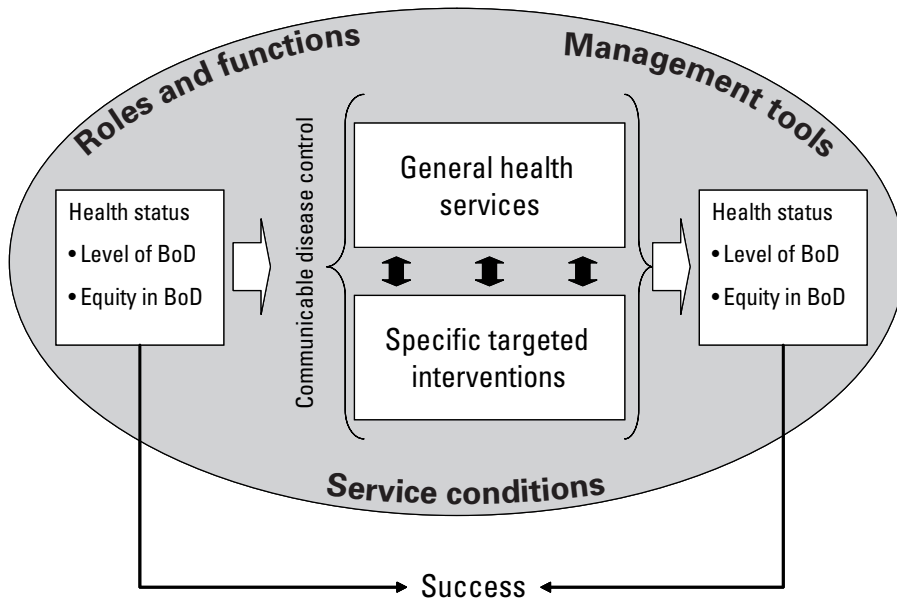 Roles and functions
Management tools
Health status
• Level of BoD
• Equity in BoD
Communicable disease control
General health
services
Specific targeted
interventions
Health status
• Level of BoD
• Equity in BoD
Service conditions
Success